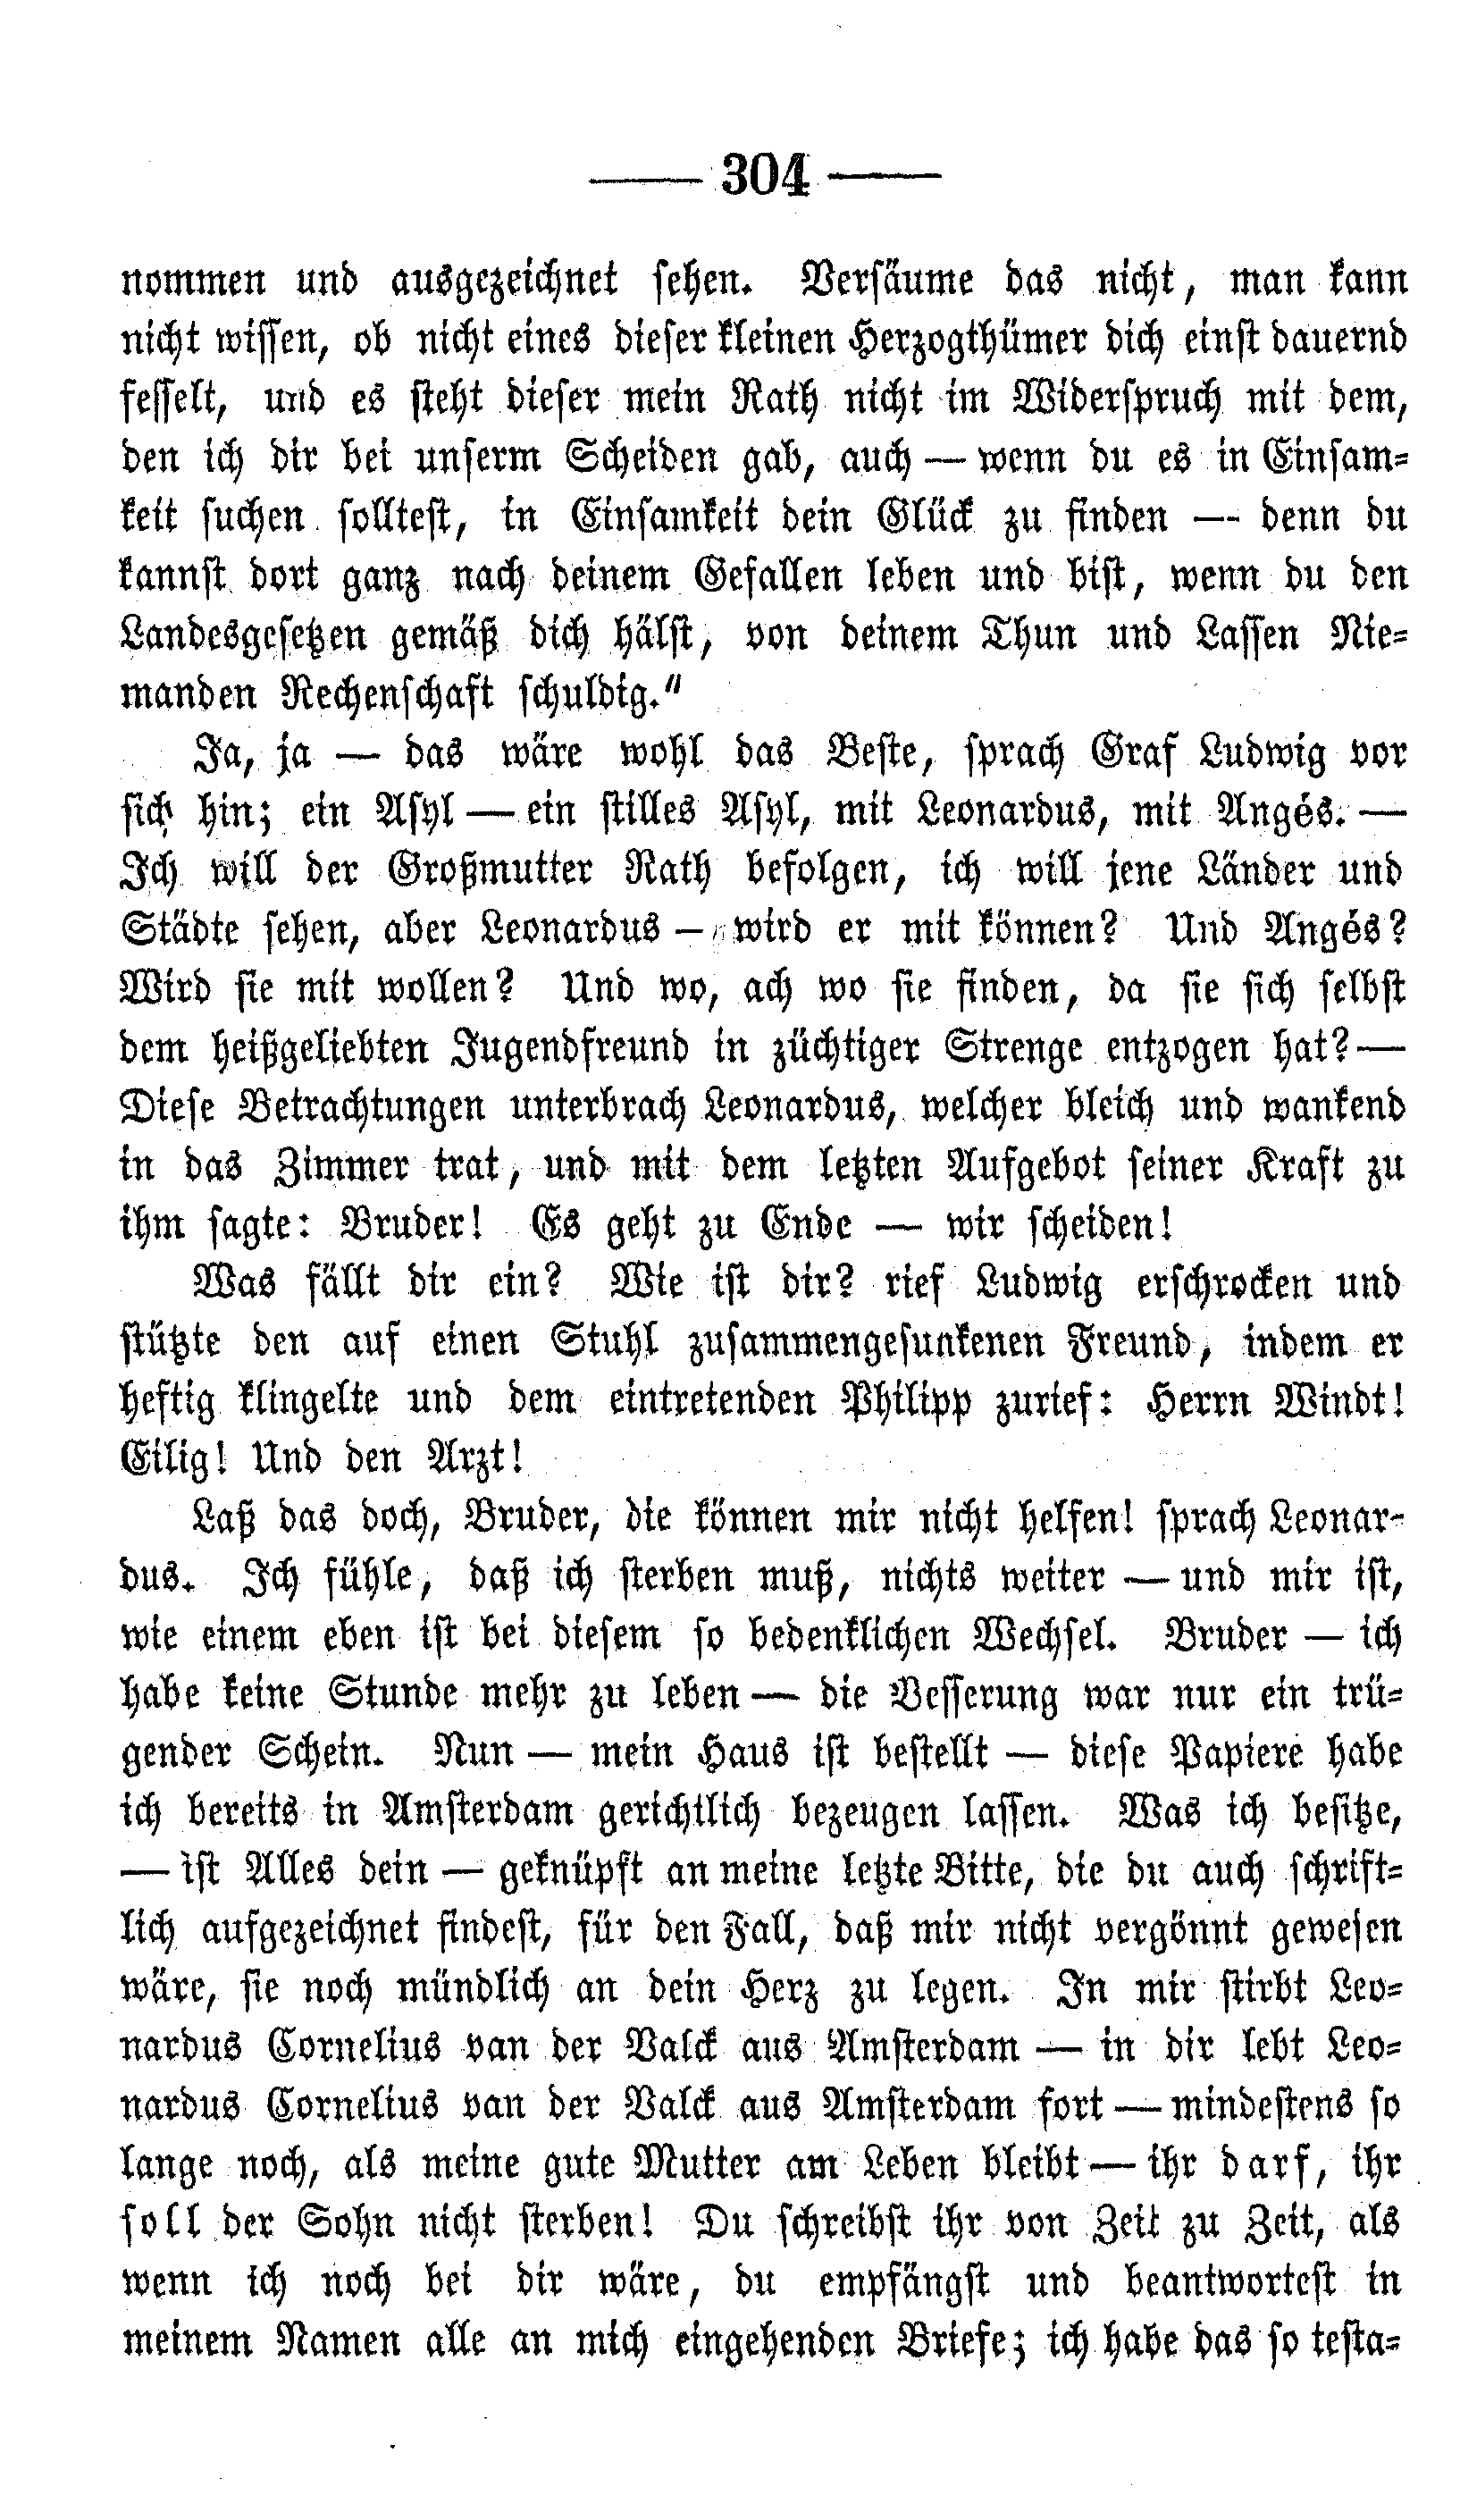 —— 304 ——
nommen und ausgezeichnet sehen. Versäume das nicht, man kann
nicht wissen, ob nicht eines dieser kleinen Herzogthümer dich einst dauernd
fesselt, und es steht dieser mein Rath nicht im Widerspruch mit dem,
den ich dir bei unserm Scheiden gab, auch — wenn du es in Einsam-
keit suchen solltest, in Einsamkeit dein Glück zu finden — denn du
kannst dort ganz nach deinem Gefallen leben und bist, wenn du den
Landesgesetzen gemäß dich hälst, von deinem Thun und Lassen Nie-
manden Rechenschaft schuldig.“
Ja, ja — das wäre wohl das Beste, sprach Graf Ludwig vor
sich hin; ein Asyl — ein stilles Asyl, mit Leonardus, mit Angés. —
Ich will der Großmutter Rath befolgen, ich will jene Länder und
Städte sehen, aber Leonardus — wird er mit können? Und Angés?
Wird sie mit wollen? Und wo, ach wo sie finden, da sie sich selbst
dem heißgeliebten Jugendfreund in züchtiger Strenge entzogen hat? —
Diese Betrachtungen unterbrach Leonardus, welcher bleich und wankend
in das Zimmer trat, und mit dem letzten Aufgebot seiner Kraft zu
ihm sagte: Bruder! Es geht zu Ende — wir scheiden!
Was fällt dir ein? Wie ist dir? rief Ludwig erschrocken und
stützte den auf einen Stuhl zusammengesunkenen Freund, indem er
heftig klingelte und dem eintretenden Philipp zurief: Herrn Windt!
Eilig! Und den Arzt!
Laß das doch, Bruder, die können mir nicht helfen! sprach Leonar-
dus. Ich fühle, daß ich sterben muß, nichts weiter — und mir ist,
wie einem eben ist bei diesem so bedenklichen Wechsel. Bruder — ich
habe keine Stunde mehr zu leben — die Besserung war nur ein trü-
gender Schein. Nun — mein Haus ist bestellt — diese Papiere habe
ich bereits in Amsterdam gerichtlich bezeugen lassen. Was ich besitze,
— ist Alles dein — geknüpft an meine letzte Bitte, die du auch schrift-
lich aufgezeichnet findest, für den Fall, daß mir nicht vergönnt gewesen
wäre, sie noch mündlich an dein Herz zu legen. In mir stirbt Leo-
nardus Cornelius van der Valck aus Amsterdam — in dir lebt Leo-
nardus Cornelius van der Valck aus Amsterdam fort — mindestens so
lange noch, als meine gute Mutter am Leben bleibt — ihr darf, ihr
soll der Sohn nicht sterben! Du schreibst ihr von Zeit zu Zeit, als
wenn ich noch bei dir wäre, du empfängst und beantwortest in
meinem Namen alle an mich eingehenden Briefe; ich habe das so testa-